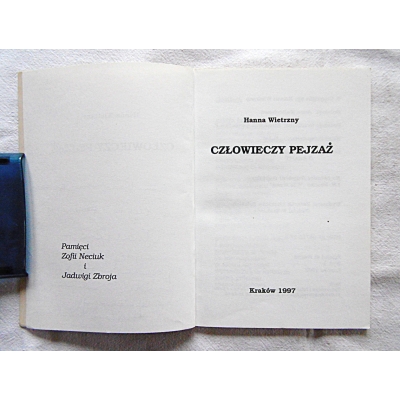 Pamięci
Zofii Neciuk
i
Jadwigi Zbroja
Hanna Wietrzny
CZŁOWIECZY PEJZAŻ
Kraków 1997